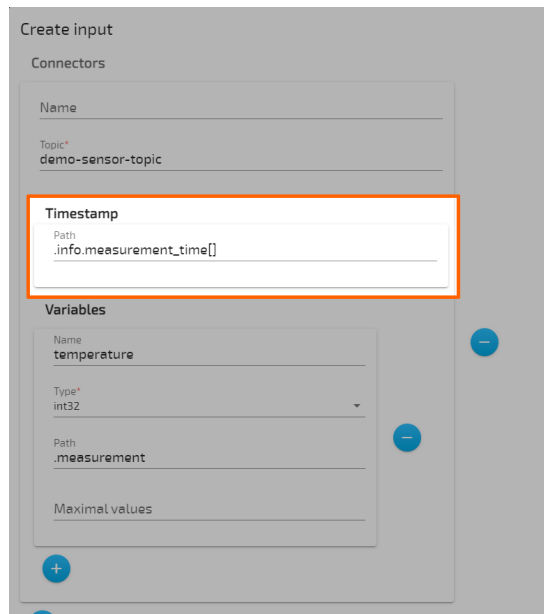 Create input
Connectors
Name
Topic*
demo-sensor-topic
Timestamp
Path
.info.measurement_time[]
Variables
Name
temperature
Type*
int32
Path
.measurement
Maximal values